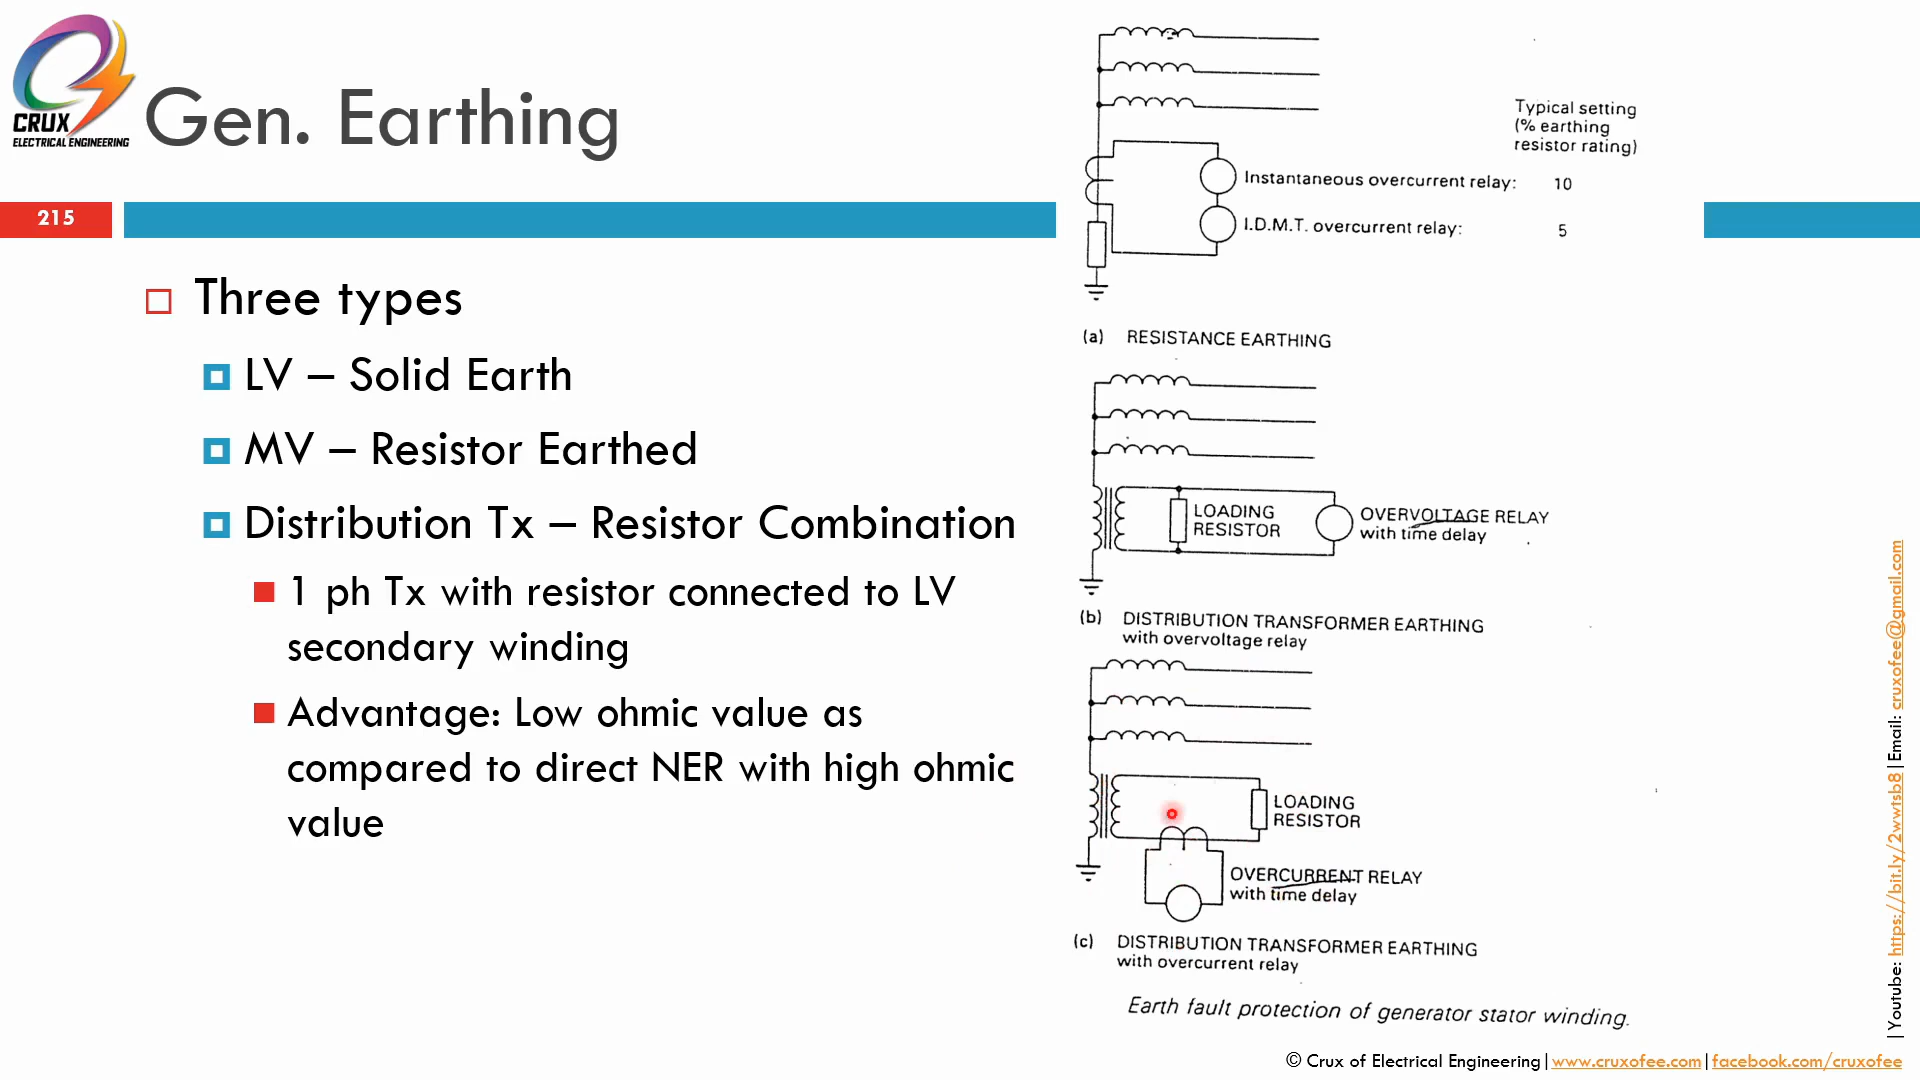 CRUX
ELECTRICAL ENGINEERING
Gen. Earthing
215
Three types
LV – Solid Earth
MV – Resistor Earthed
Distribution Tx – Resistor Combination
1 ph Tx with resistor connected to LV
secondary winding
Advantage: Low ohmic value as
compared to direct NER with high ohmic
value
Typical setting
(% earthing
resistor rating)
Instantaneous overcurrent relay: 10
I.D.M.T. overcurrent relay: 5
(a) RESISTANCE EARTHING
LOADING
RESISTOR
OVERVOLTAGE RELAY
with time delay
(b) DISTRIBUTION TRANSFORMER EARTHING
with overvoltage relay
LOADING
RESISTOR
OVERCURRENT RELAY
with time delay
(c) DISTRIBUTION TRANSFORMER EARTHING
with overcurrent relay
Earth fault protection of generator stator winding.
|Youtube: https://bit.ly/2wwtsb8|Email: cruxofee@gmail.com
© Crux of Electrical Engineering|www.cruxofee.com|facebook.com/cruxofee